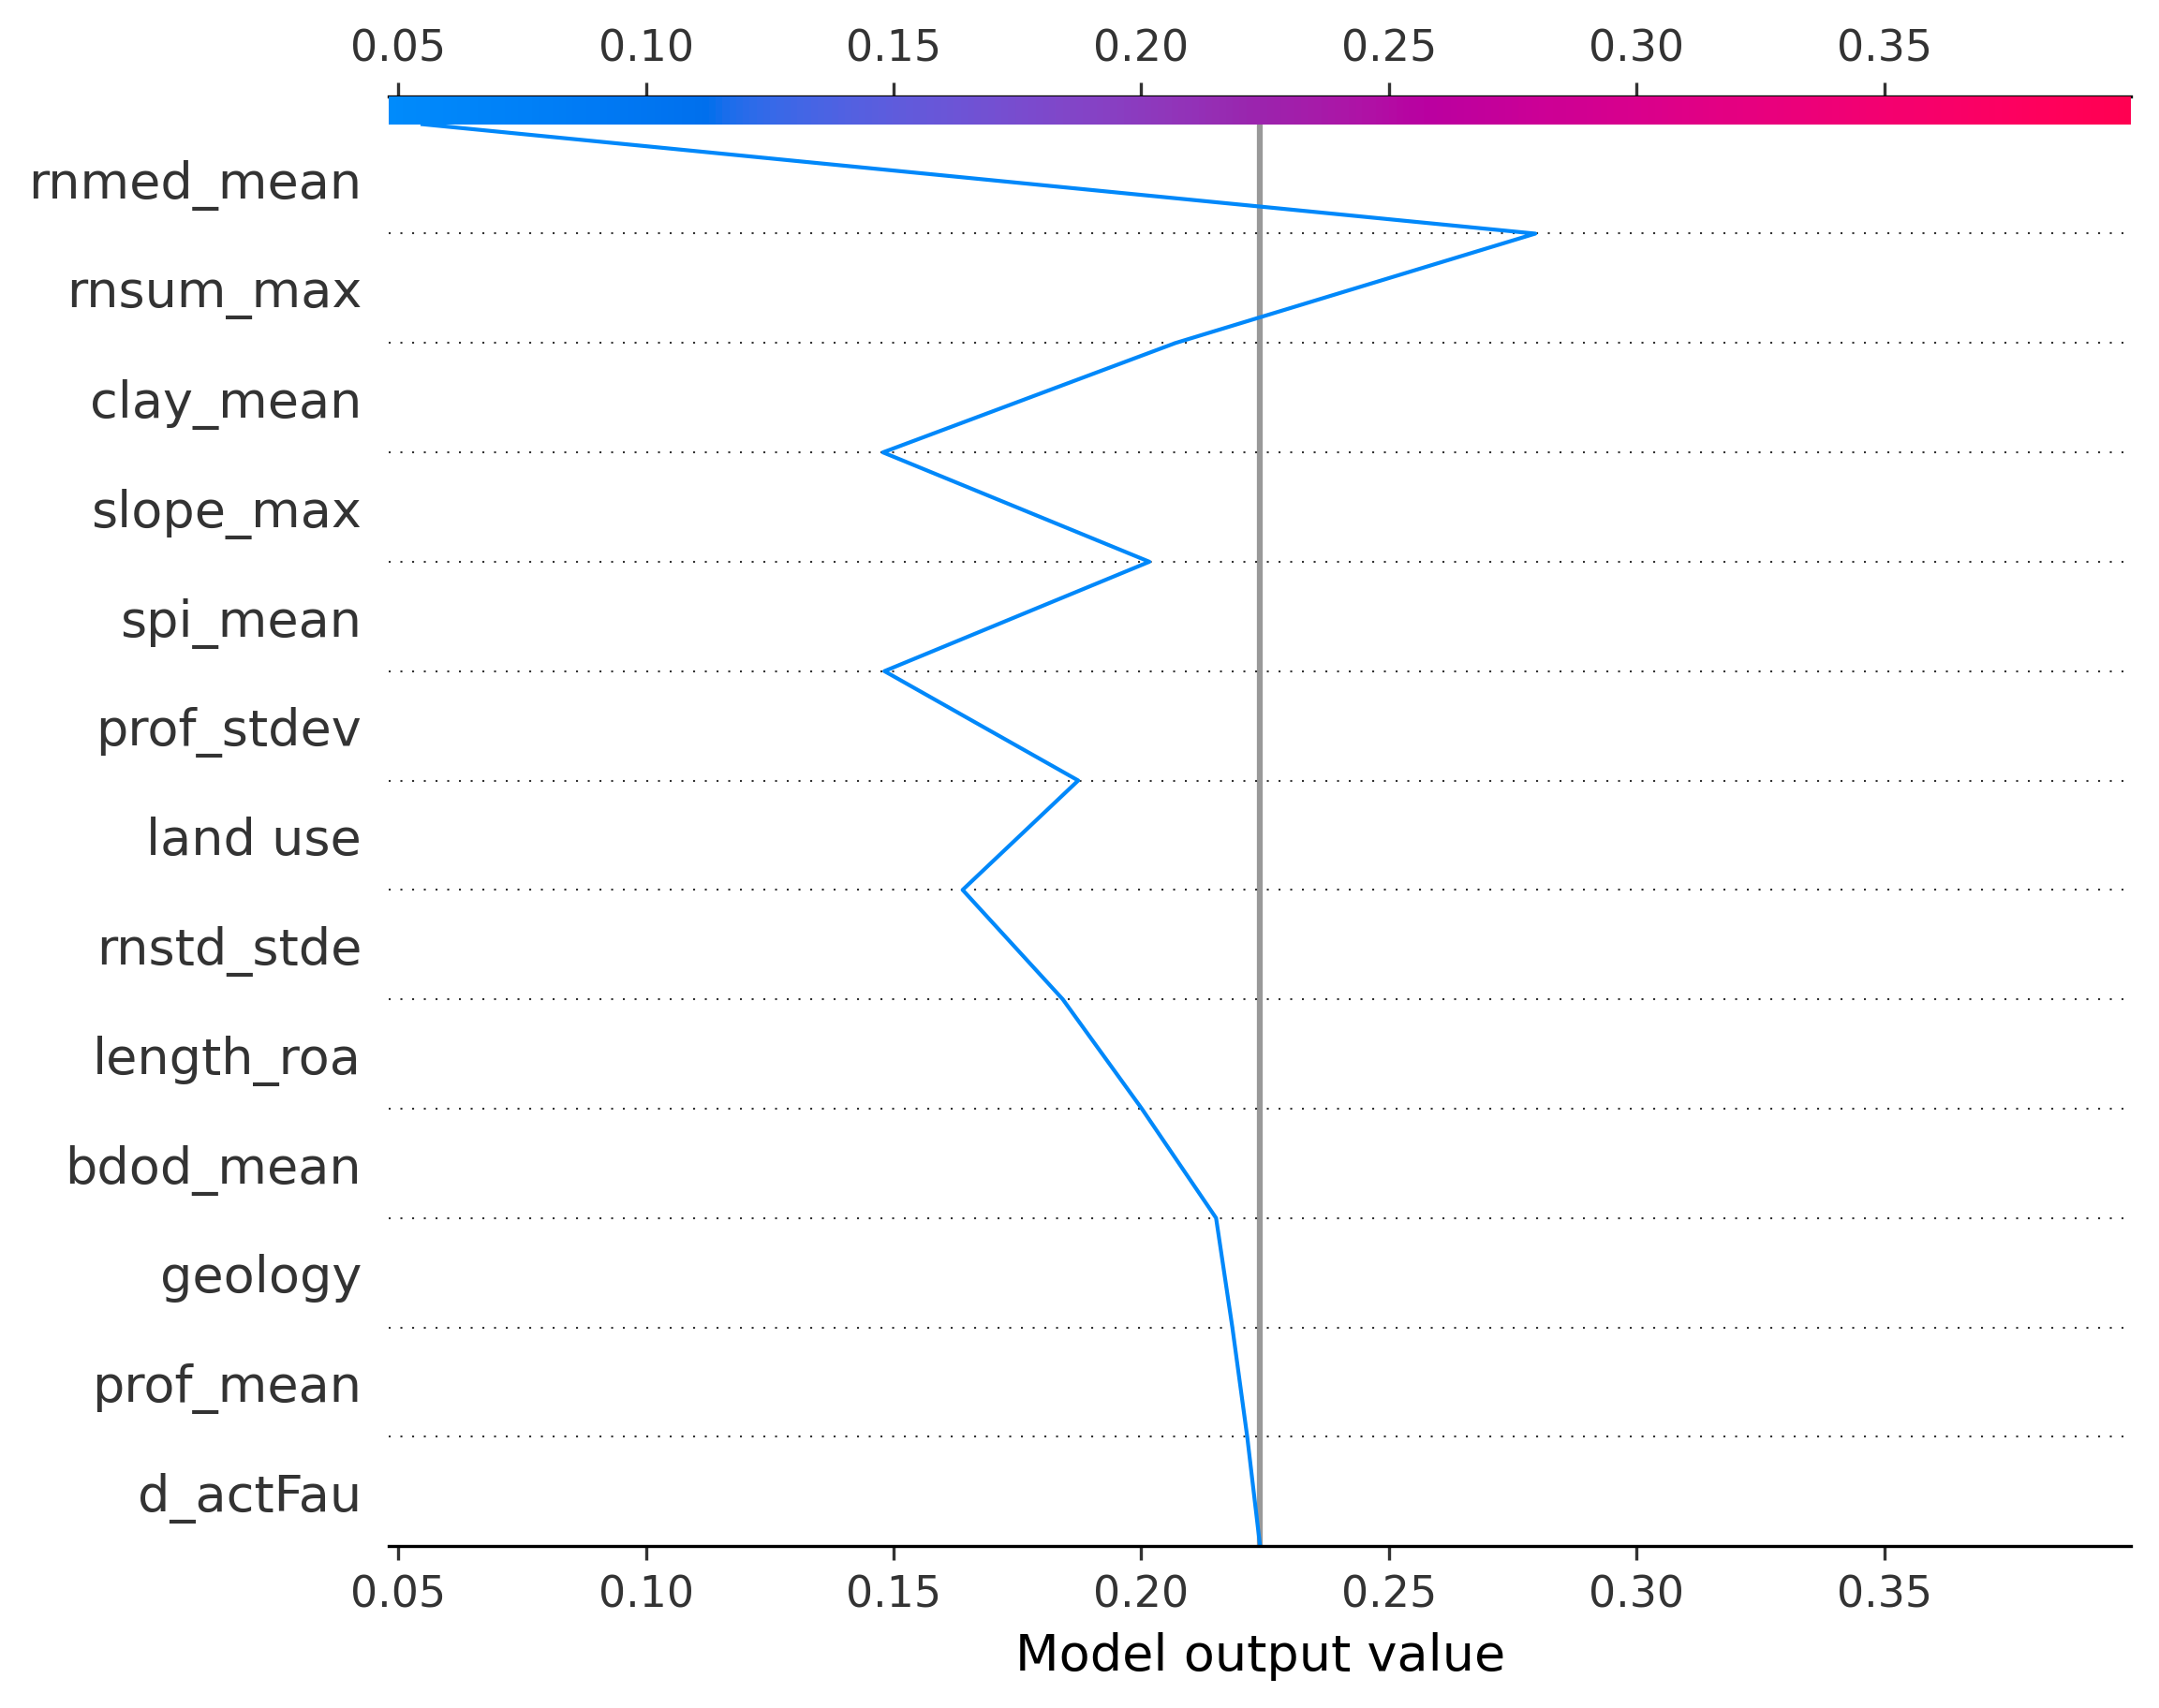 0.05 0.10 0.15 0.20 0.25 0.30 0.35
rnmed_mean
rnsum_max
clay_mean
slope_max
spi_mean
prof_stdev
land use
rnstd_stde
length_roa
bdod_mean
geology
prof_mean
d_actFau
0.05 0.10 0.15 0.20 0.25 0.30 0.35
Model output value